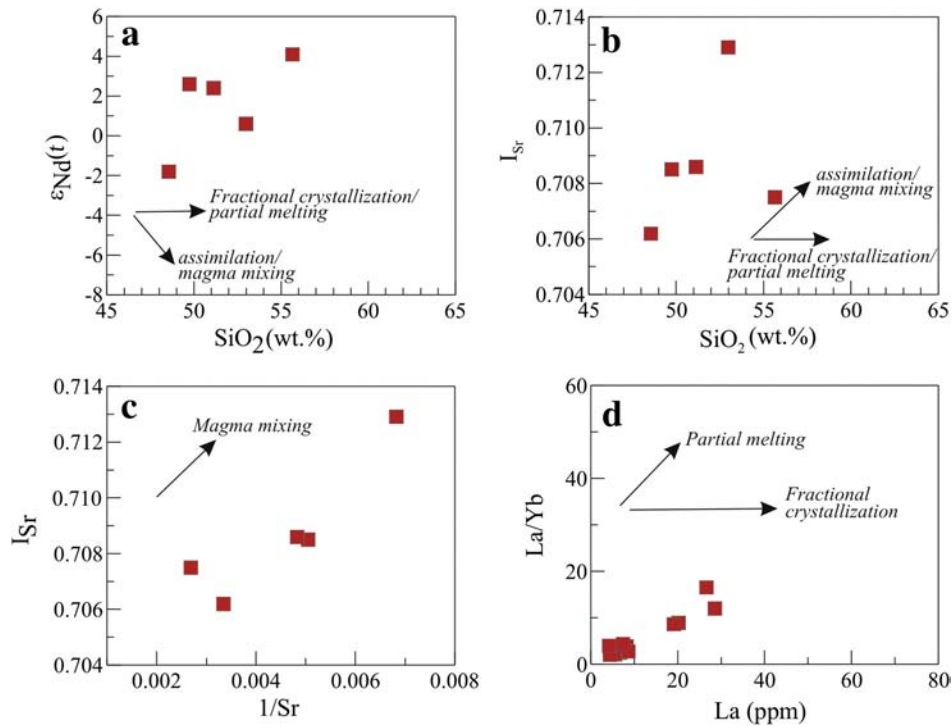 a
6
4
2
0
-2
-4
-6
-8
εNd(t)
Fractional crystallization/
partial melting
assimilation/
magma mixing
45 50 55 60 65
SiO2(wt.%)
b
0.714
0.712
0.710
0.708
0.706
0.704
ISr
assimilation/
magma mixing
Fractional crystallization/
partial melting
45 50 55 60 65
SiO2 (wt.%)
c
0.714
0.712
0.710
0.708
0.706
0.704
ISr
Magma mixing
0.002 0.004 0.006 0.008
1/Sr
d
60
40
20
0
La/Yb
Partial melting
Fractional
crystallization
0 20 40 60 80
La (ppm)